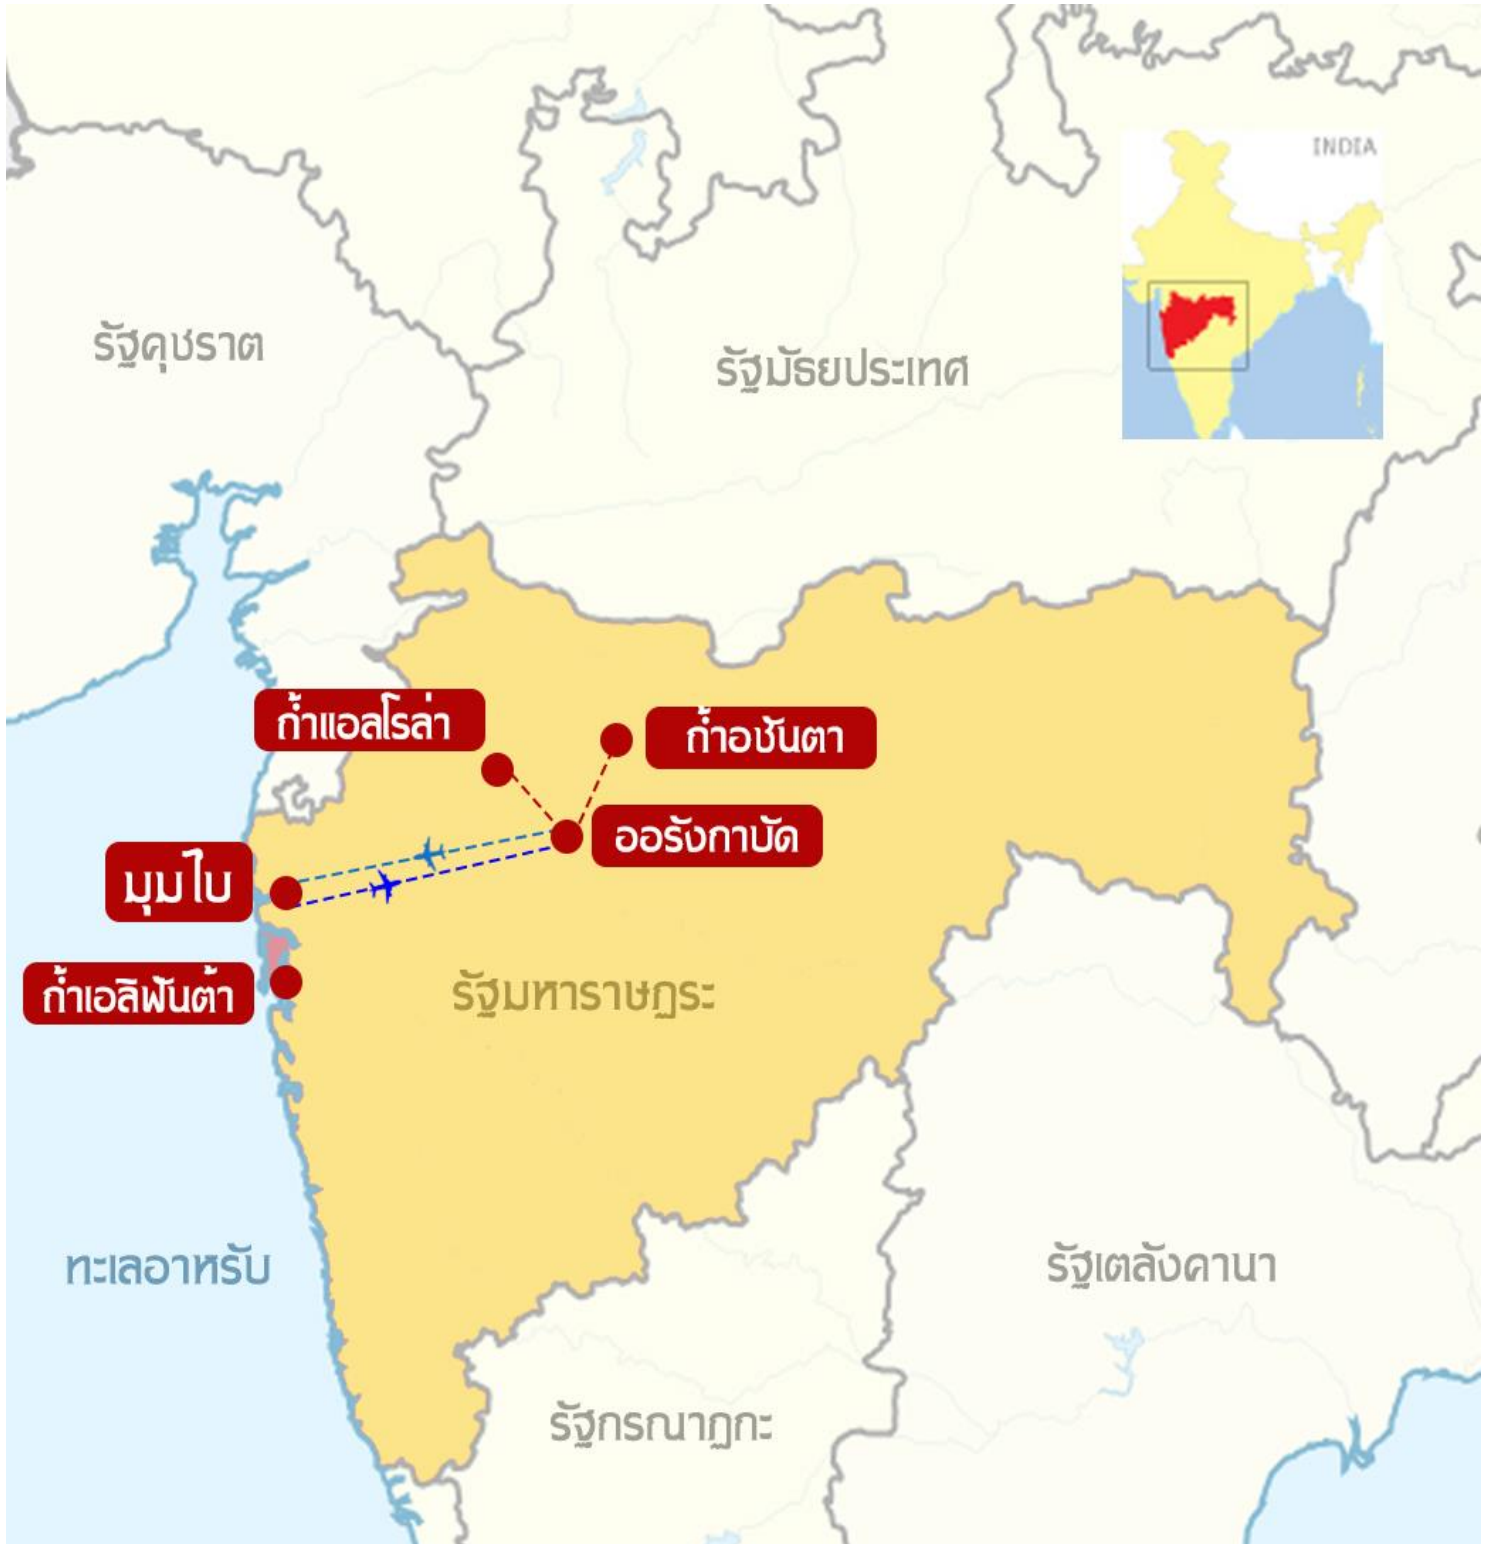 INDIA
รัฐคุชราต
รัฐมัธยประเทศ
ถ้ำแอลโรล่า
ถ้ำอชันตา
ออรังกาบัด
มุมไบ
ถ้ำเอลิฟันต้า
รัฐมหาราษฏระ
ทะเลอาหรับ
รัฐเตลังคานา
รัฐกรณาฏกะ